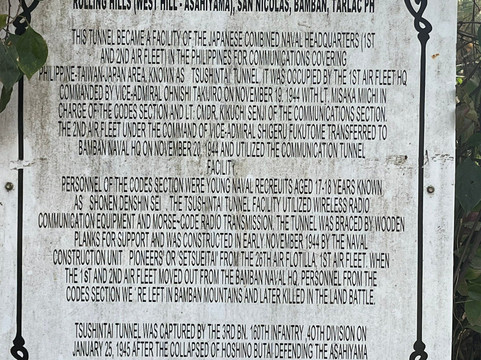 ROLLING HILLS (WEST HILL - ASAHIYAMA), SAN NICOLAS, BAMBAN, TARLAC PH
THIS TUNNEL BECAME A FACILITY OF THE JAPANESE COMBINED NAVAL HEADQUARTERS (1ST
AND 2ND AIR FLEET) IN THE PHILIPPINES FOR COMMUNICATIONS COVERING
PHILIPPINE-TAIWAN-JAPAN AREA, KNOWN AS TSUSHINTAI TUNNEL, IT WAS OCCUPIED BY THE 1ST AIR FLEET HQ
COMMANDED BY VICE-ADMIRAL OHNISHI TAKIJIRO ON NOVEMBER 19, 1944 WITH LT. MISAKA MIICHI IN
CHARGE OF THE CODES SECTION AND LT. CMDR. KIKUCHI SENJI OF THE COMMUNICATIONS SECTION.
THE 2ND AIR FLEET UNDER THE COMMAND OF VICE-ADMIRAL SHIGERU FUKUTOME TRANSFERRED TO
BAMBAN NAVAL HQ ON NOVEMBER 20, 1944 AND UTILIZED THE COMMUNICATION TUNNEL
FACILITY.
PERSONNEL OF THE CODES SECTION WERE YOUNG NAVAL RECREUITS AGED 17-18 YEARS KNOWN
AS SHONEN DENSHIN SEI . THE TSUSHINTAI TUNNEL FACILITY UTILIZED WIRELESS RADIO
COMMUNICATION EQUIPMENT AND MORSE-CODE RADIO TRANSMISSION. THE TUNNEL WAS BRACED BY WOODEN
PLANKS FOR SUPPORT AND WAS CONSTRUCTED IN EARLY NOVEMBER 1944 BY THE NAVAL
CONSTRUCTION UNIT PIONEERS' OR 'SETSUEITAI' FROM THE 26TH AIR FLOTILLA, 1ST AIR FLEET. WHEN
THE 1ST AND 2ND AIR FLEET MOVED OUT FROM THE BAMBAN NAVAL HQ, PERSONNEL FROM THE
CODES SECTION WE RE LEFT IN BAMBAN MOUNTAINS AND LATER KILLED IN THE LAND BATTLE.
TSUSHINTAI TUNNEL WAS CAPTURED BY THE 3RD BN. 160TH INFANTRY ,40TH DIVISION ON
JANUARY 25, 1945 AFTER THE COLLAPSED OF HOSHINO BUTAI DEFENDING THE ASAHIYAMA